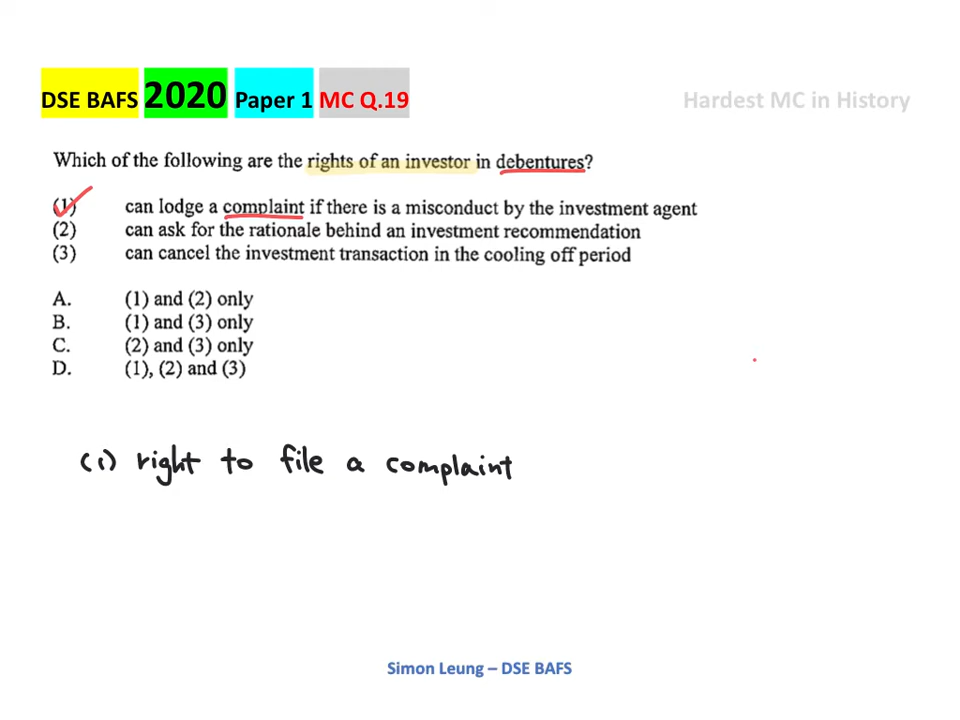 DSE BAFS 2020 Paper 1 MC Q.19
Hardest MC in History
Which of the following are the rights of an investor in debentures?
(1) can lodge a complaint if there is a misconduct by the investment agent
(2) can ask for the rationale behind an investment recommendation
(3) can cancel the investment transaction in the cooling off period
A. (1) and (2) only
B. (1) and (3) only
C. (2) and (3) only
D. (1), (2) and (3)
(1) right to file a complaint
Simon Leung – DSE BAFS